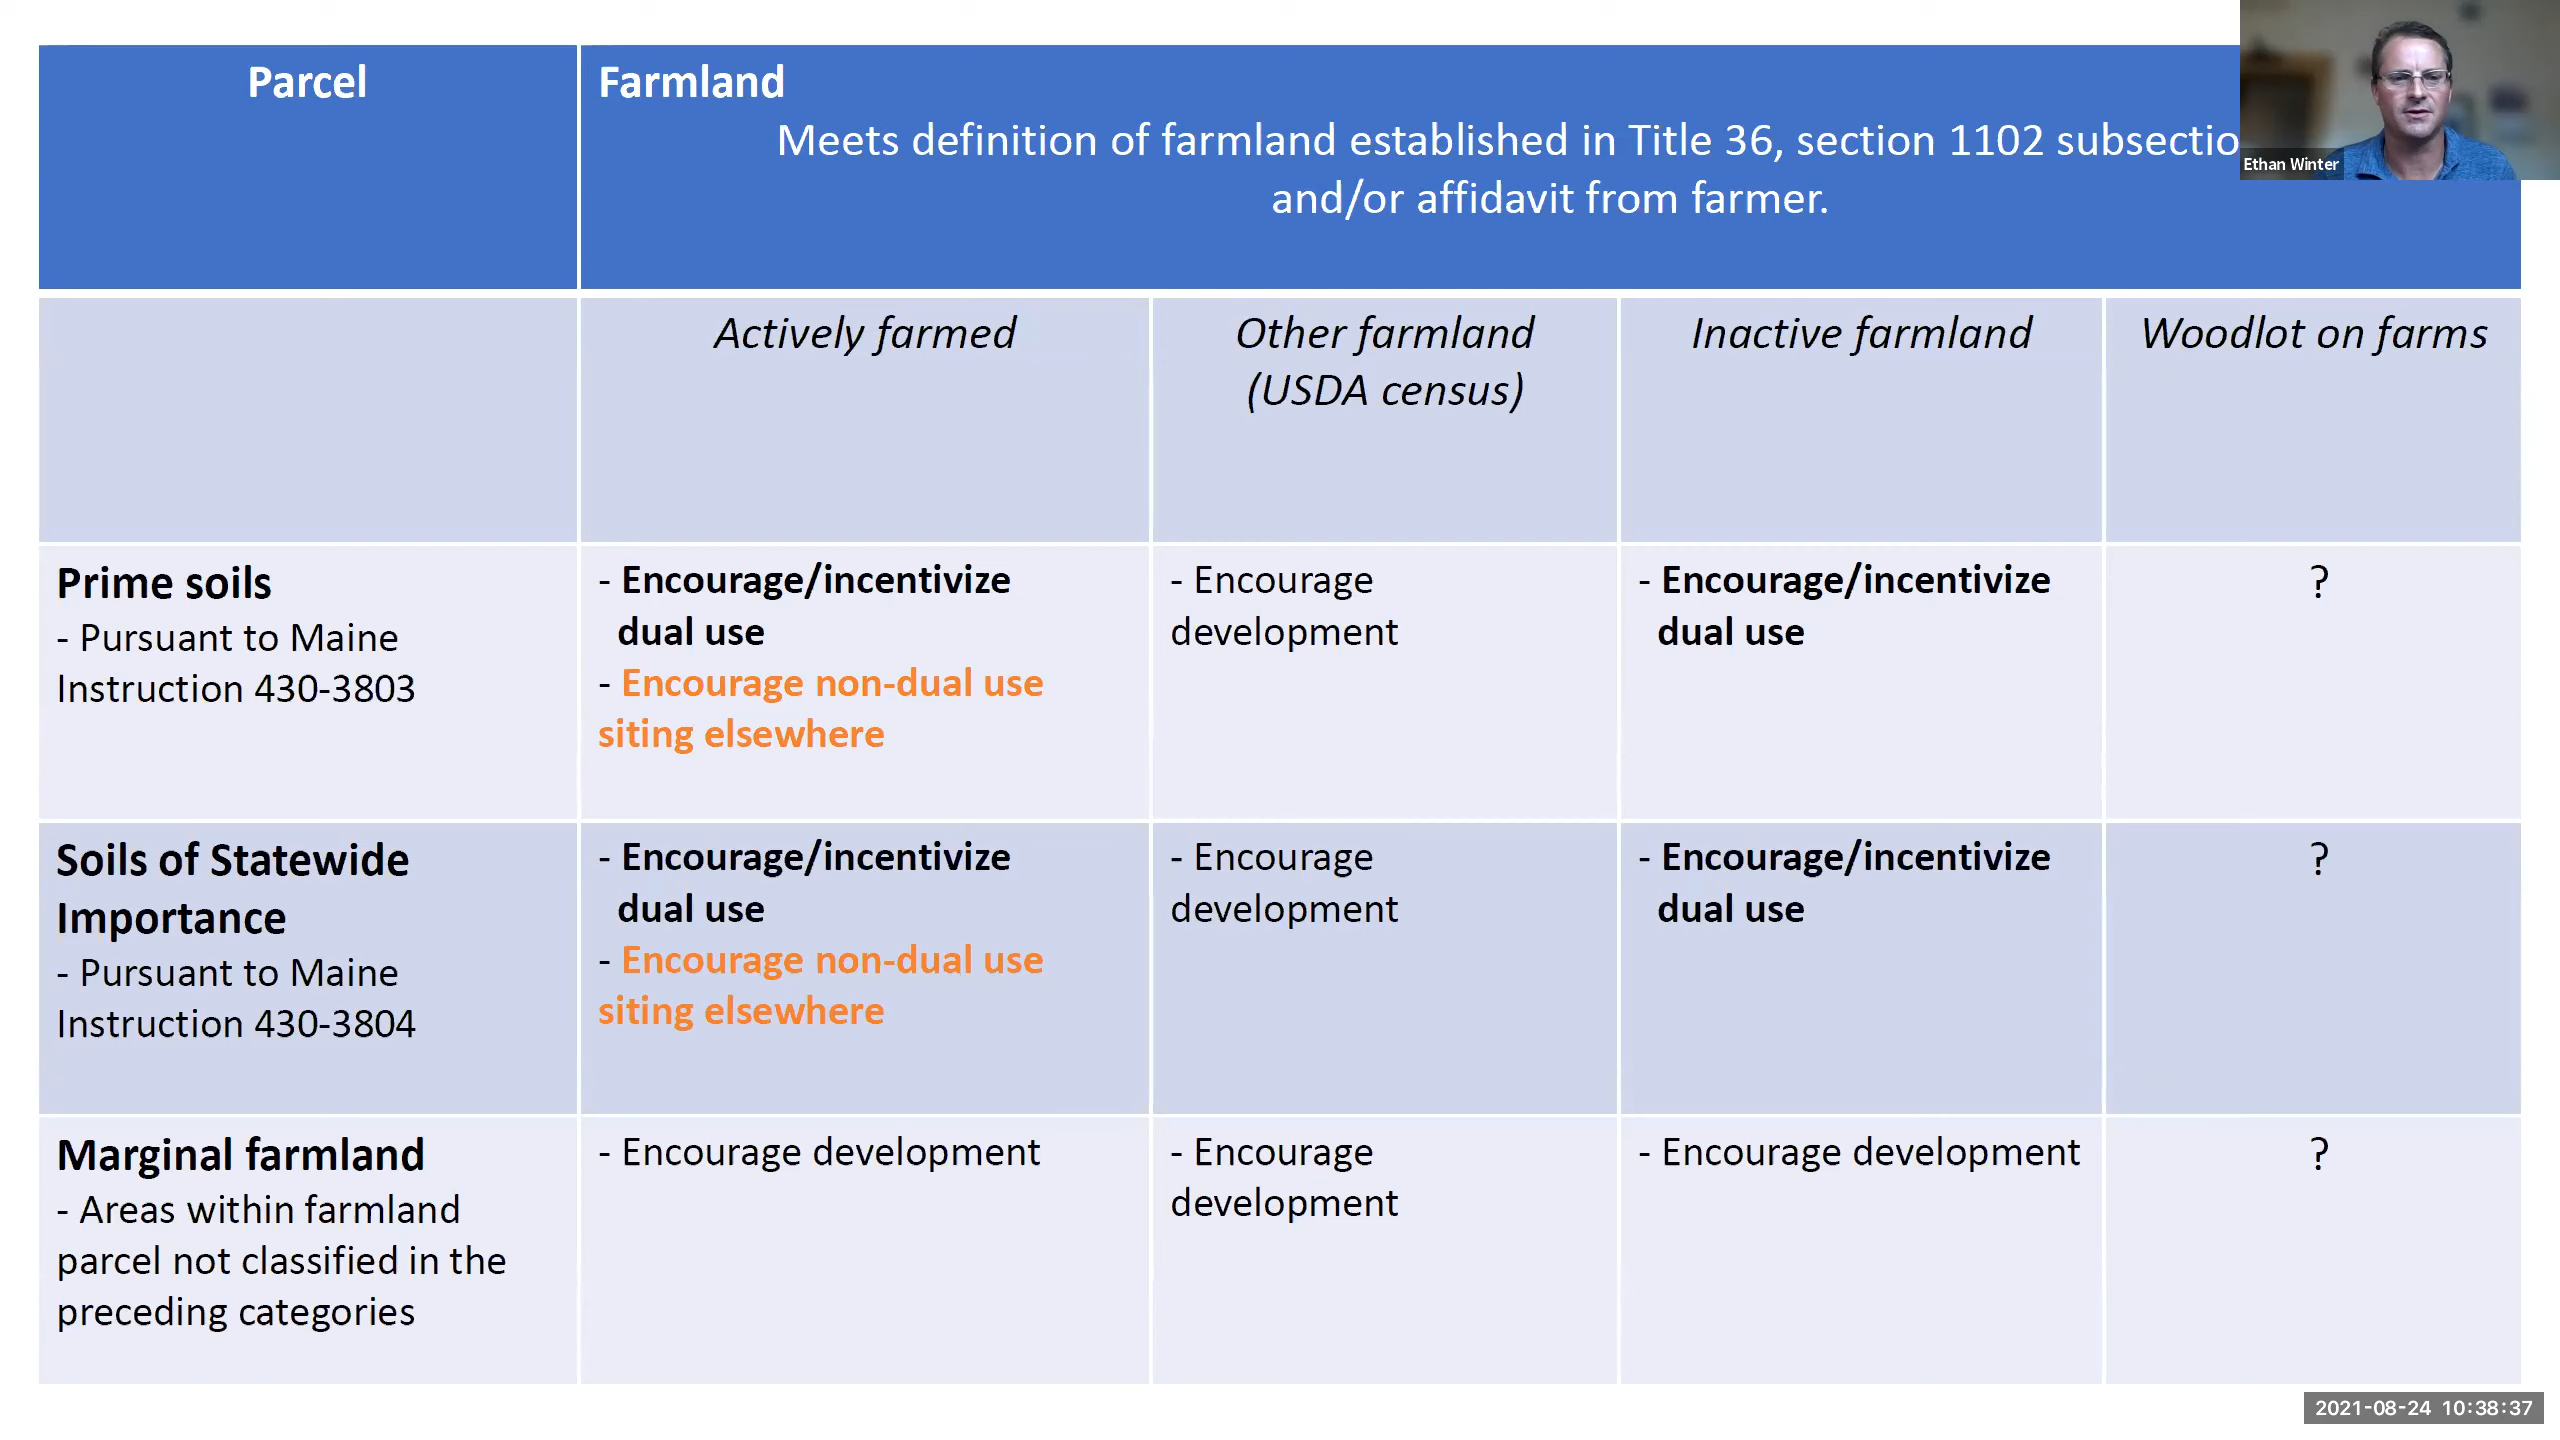 Parcel
Farmland
Meets definition of farmland established in Title 36, section 1102
and/or affidavit from farmer.
Ethan Winter
Actively farmed
Other farmland
(USDA census)
Inactive farmland
Woodlot on farms
Prime soils
- Pursuant to Maine
Instruction 430-3803
- Encourage/incentivize
dual use
- Encourage non-dual use
siting elsewhere
- Encourage
development
- Encourage/incentivize
dual use
?
Soils of Statewide
Importance
- Pursuant to Maine
Instruction 430-3804
- Encourage/incentivize
dual use
- Encourage non-dual use
siting elsewhere
- Encourage
development
- Encourage/incentivize
dual use
?
Marginal farmland
- Areas within farmland
parcel not classified in the
preceding categories
- Encourage development
- Encourage
development
- Encourage development
?
2021-08-24 10:38:37